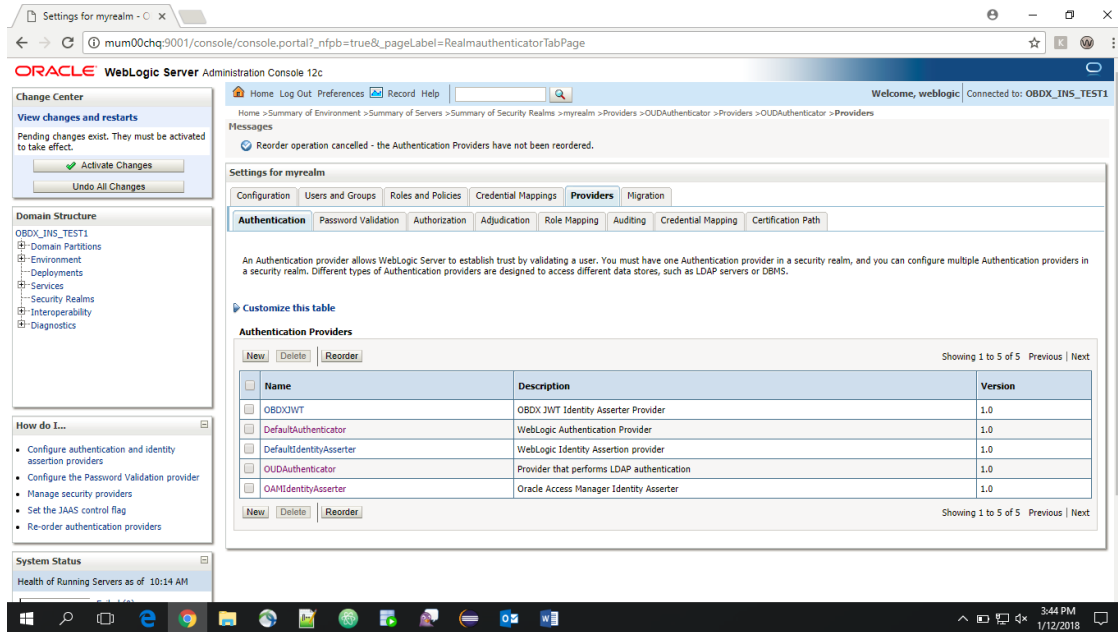 Settings for myrealm - O
mum00chq:9001/console/console.portal?_nfpb=true&_pageLabel=RealmauthenticatorTabPage
ORACLE WebLogic Server Administration Console 12c
Change Center
View changes and restarts
Pending changes exist. They must be activated
to take effect.
Activate Changes
Undo All Changes
Domain Structure
OBDX_INS_TEST1
Domain Partitions
Environment
Deployments
Services
Security Realms
Interoperability
Diagnostics
How do I...
Configure authentication and identity
assertion providers
Configure the Password Validation provider
Manage security providers
Set the JAAS control flag
Re-order authentication providers
System Status
Health of Running Servers as of 10:14 AM
Home Log Out Preferences Record Help
Welcome, weblogic Connected to: OBDX_INS_TEST1
Home >Summary of Environment >Summary of Servers >Summary of Security Realms >myrealm >Providers >OUDAuthenticator >Providers >OUDAuthenticator >Providers
Messages
Reorder operation cancelled - the Authentication Providers have not been reordered.
Settings for myrealm
Configuration Users and Groups Roles and Policies Credential Mappings Providers Migration
Authentication Password Validation Authorization Adjudication Role Mapping Auditing Credential Mapping Certification Path
An Authentication provider allows WebLogic Server to establish trust by validating a user. You must have one Authentication provider in a security realm, and you can configure multiple Authentication providers in
a security realm. Different types of Authentication providers are designed to access different data stores, such as LDAP servers or DBMS.
Customize this table
Authentication Providers
New Delete Reorder Showing 1 to 5 of 5 Previous | Next
Name Description Version
OBDXJWT OBDX JWT Identity Asserter Provider 1.0
DefaultAuthenticator WebLogic Authentication Provider 1.0
DefaultIdentityAsserter WebLogic Identity Assertion provider 1.0
OUDAuthenticator Provider that performs LDAP authentication 1.0
OAMIdentityAsserter Oracle Access Manager Identity Asserter 1.0
New Delete Reorder Showing 1 to 5 of 5 Previous | Next
3:44 PM
1/12/2018